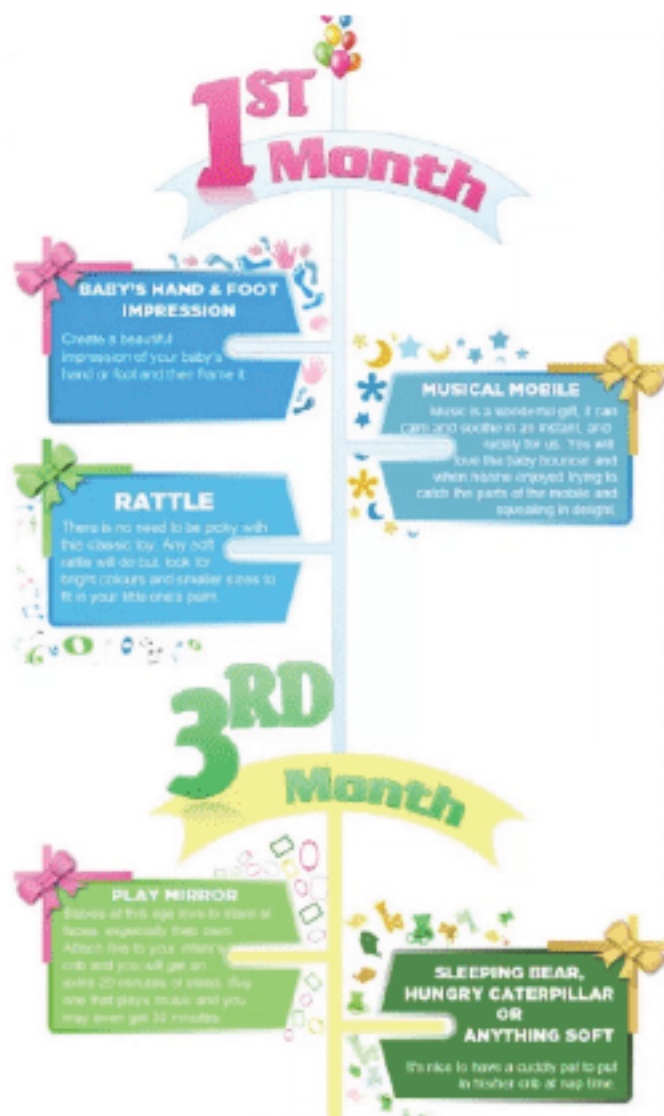 1ST
Month
BABY'S HAND & FOOT
IMPRESSION
Create a beautiful
impression of your baby's
hand or foot and then frame it.
MUSICAL MOBILE
Music is a wonderful gift, it can
calm and soothe in an instant, and
luckily for us. You will
love the baby bouncer and
when he/she enjoyed trying to
catch the parts of the mobile and
squealing in delight.
RATTLE
There is no need to be picky with
this classic toy. Any soft
rattle will do but, look for
bright colours and smaller sizes to
fit in your little one's palm.
3RD
Month
PLAY MIRROR
Babies at this age love to stare at
faces, especially their own!
Attach this to your
crib and you will get an
extra 20 minutes of sleep. Buy
one that plays music and you
may even get 30 minutes.
SLEEPING BEAR,
HUNGRY CATERPILLAR
OR
ANYTHING SOFT
It's nice to have a cuddly pal to put
in his/her crib at nap time.